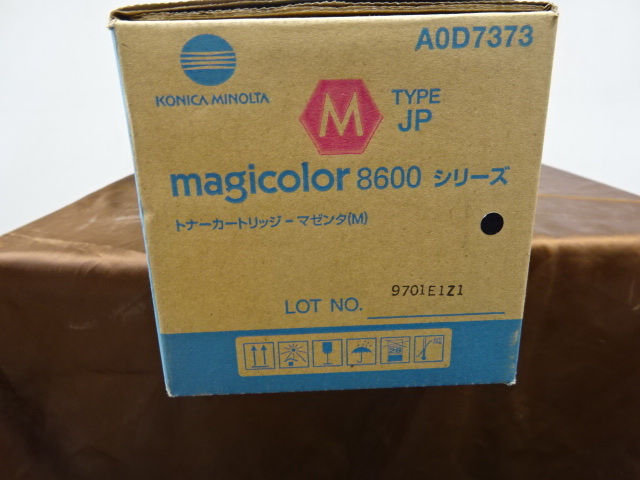 A0D7373
KONICA MINOLTA
M
TYPE
JP
magicolor 8600 シリーズ
トナーカートリッジ-マゼンタ(M)
9701E1Z1
LOT NO.
20